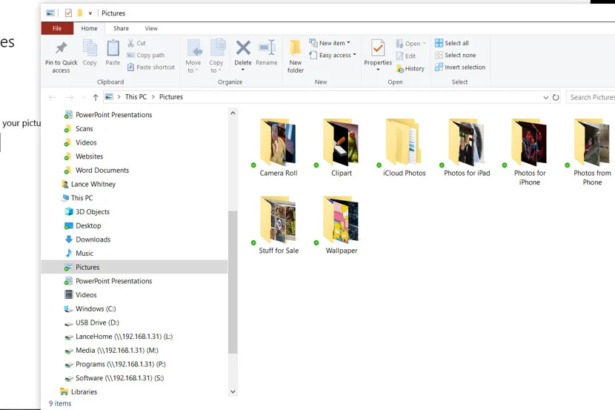 Pictures
File Home Share View
es
Pin to Quick access
Copy
Paste
Cut
Copy path
Paste shortcut
Clipboard
Move to
Copy to
Delete
Rename
Organize
New folder
New item
Easy access
New
Properties
Open
Edit
History
Open
Select all
Select none
Invert selection
Select
This PC > Pictures
Search Pictures
your pictu
PowerPoint Presentations
Scans
Videos
Websites
Word Documents
Lance Whitney
This PC
3D Objects
Desktop
Downloads
Music
Pictures
PowerPoint Presentations
Videos
Windows (C:)
USB Drive (D:)
LanceHome (\\192.168.1.31) (L:)
Media (\\192.168.1.31) (M:)
Programs (\\192.168.1.31) (P:)
Software (\\192.168.1.31) (S:)
Libraries
Camera Roll
Clipart
iCloud Photos
Photos for iPad
Photos for iPhone
Photos from Phone
Stuff for Sale
Wallpaper
9 items